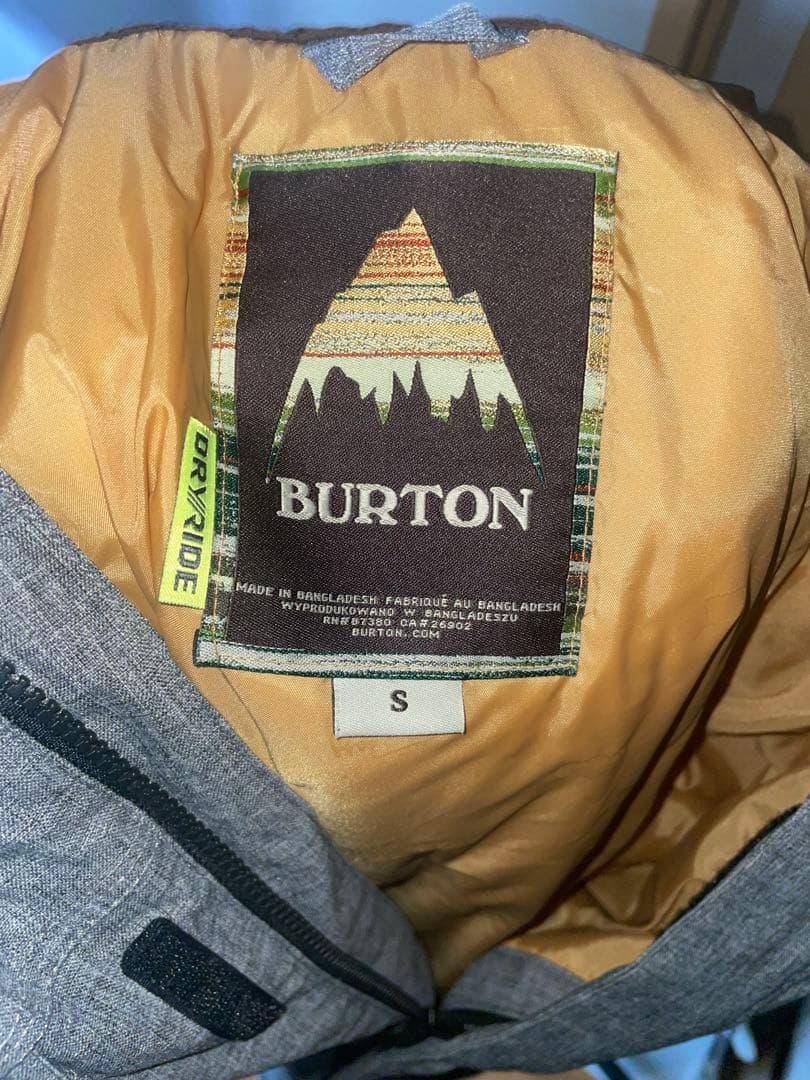 DRYRIDE
BURTON
MADE IN BANGLADESH FABRIQUÉ AU BANGLADESH
WYPRODUKOWANO W BANGLADESZU
RN#87380 CA#26902
BURTON.COM
S